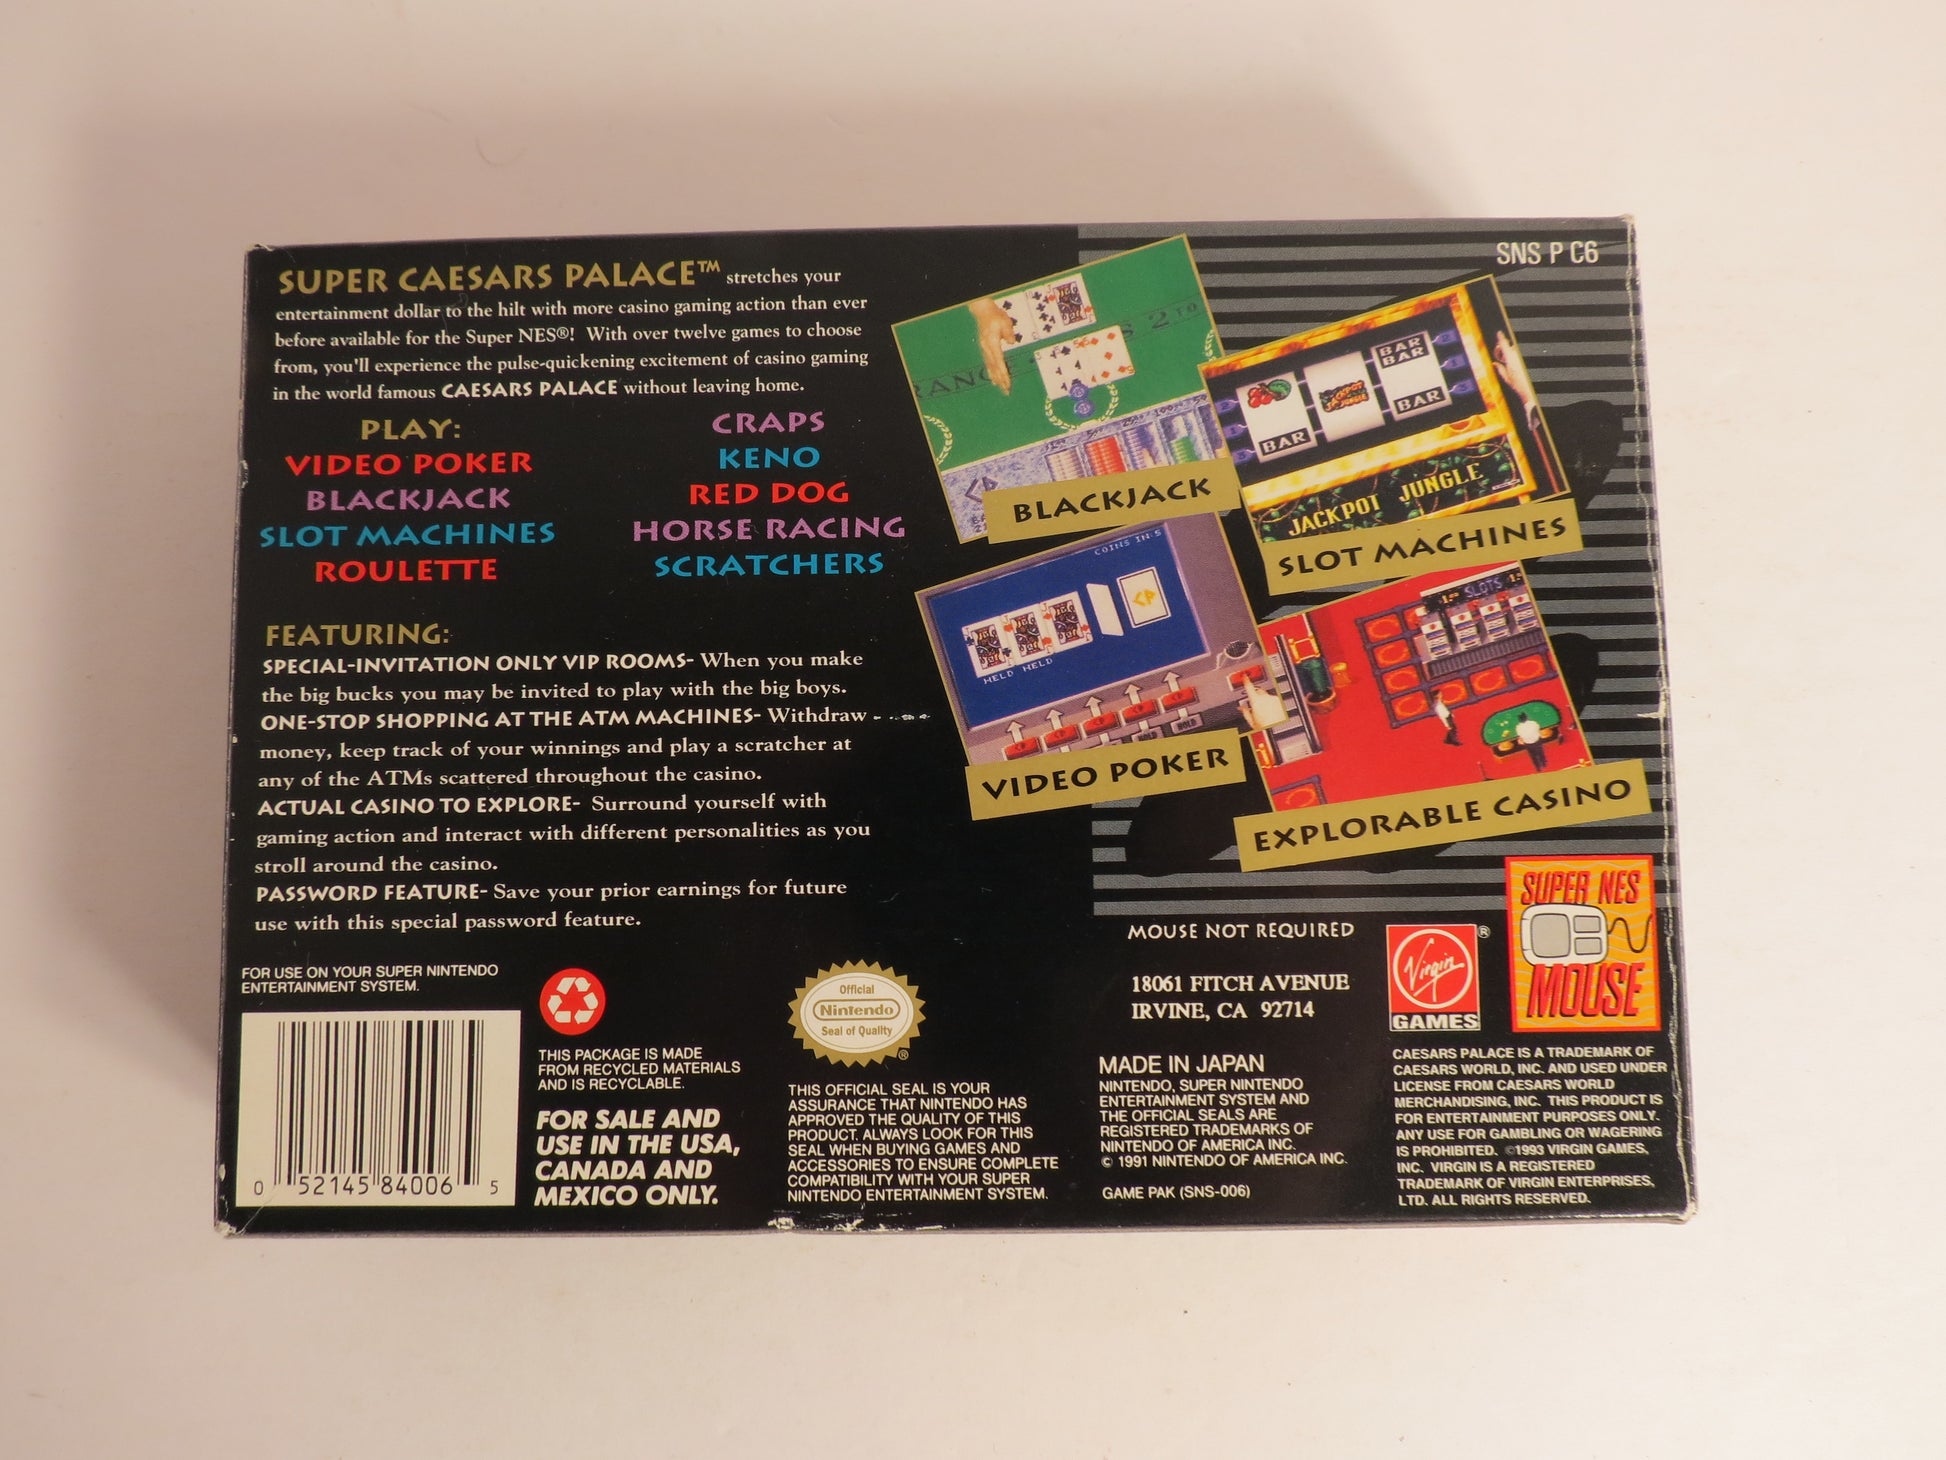 SUPER CAESARS PALACE™ stretches your
entertainment dollar to the hilt with more casino gaming action than ever
before available for the Super NES®! With over twelve games to choose
from, you'll experience the pulse-quickening excitement of casino gaming
in the world famous CAESARS PALACE without leaving home.
PLAY:
VIDEO POKER
BLACKJACK
SLOT MACHINES
ROULETTE
CRAPS
KENO
RED DOG
HORSE RACING
SCRATCHERS
FEATURING:
SPECIAL-INVITATION ONLY VIP ROOMS- When you make
the big bucks you may be invited to play with the big boys.
ONE-STOP SHOPPING AT THE ATM MACHINES- Withdraw
money, keep track of your winnings and play a scratcher at
any of the ATMs scattered throughout the casino.
ACTUAL CASINO TO EXPLORE- Surround yourself with
gaming action and interact with different personalities as you
stroll around the casino.
PASSWORD FEATURE- Save your prior earnings for future
use with this special password feature.
SNS P C6
S 2 TO
BLACKJACK
BAR
BAR
BAR
BAR
JACKPOT JUNGLE
JACKPOT JUNGLE
SLOT MACHINES
COINS IN:5
CP
HELD HELD
HOLD
VIDEO POKER
SLOTS
EXPLORABLE CASINO
FOR USE ON YOUR SUPER NINTENDO
ENTERTAINMENT SYSTEM.
0 52145 84006 5
THIS PACKAGE IS MADE
FROM RECYCLED MATERIALS
AND IS RECYCLABLE.
FOR SALE AND
USE IN THE USA,
CANADA AND
MEXICO ONLY.
Official
Nintendo
Seal of Quality
®
THIS OFFICIAL SEAL IS YOUR
ASSURANCE THAT NINTENDO HAS
APPROVED THE QUALITY OF THIS
PRODUCT. ALWAYS LOOK FOR THIS
SEAL WHEN BUYING GAMES AND
ACCESSORIES TO ENSURE COMPLETE
COMPATIBILITY WITH YOUR SUPER
NINTENDO ENTERTAINMENT SYSTEM.
MOUSE NOT REQUIRED
18061 FITCH AVENUE
IRVINE, CA 92714
MADE IN JAPAN
NINTENDO, SUPER NINTENDO
ENTERTAINMENT SYSTEM AND
THE OFFICIAL SEALS ARE
REGISTERED TRADEMARKS OF
NINTENDO OF AMERICA INC.
© 1991 NINTENDO OF AMERICA INC.
GAME PAK (SNS-006)
Virgin ®
GAMES
SUPER NES
MOUSE
CAESARS PALACE IS A TRADEMARK OF
CAESARS WORLD, INC. AND USED UNDER
LICENSE FROM CAESARS WORLD
MERCHANDISING, INC. THIS PRODUCT IS
FOR ENTERTAINMENT PURPOSES ONLY.
ANY USE FOR GAMBLING OR WAGERING
IS PROHIBITED. ©1993 VIRGIN GAMES,
INC. VIRGIN IS A REGISTERED
TRADEMARK OF VIRGIN ENTERPRISES,
LTD. ALL RIGHTS RESERVED.